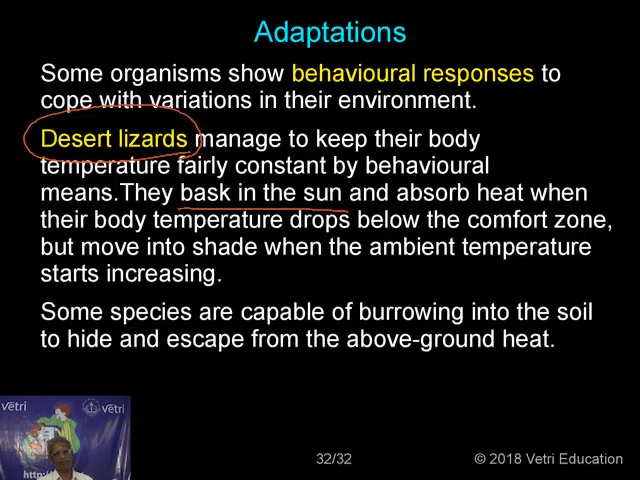 Adaptations
Some organisms show behavioural responses to
cope with variations in their environment.
Desert lizards manage to keep their body
temperature fairly constant by behavioural
means.They bask in the sun and absorb heat when
their body temperature drops below the comfort zone,
but move into shade when the ambient temperature
starts increasing.
Some species are capable of burrowing into the soil
to hide and escape from the above-ground heat.
vetri
vetri
http://
32/32
© 2018 Vetri Education